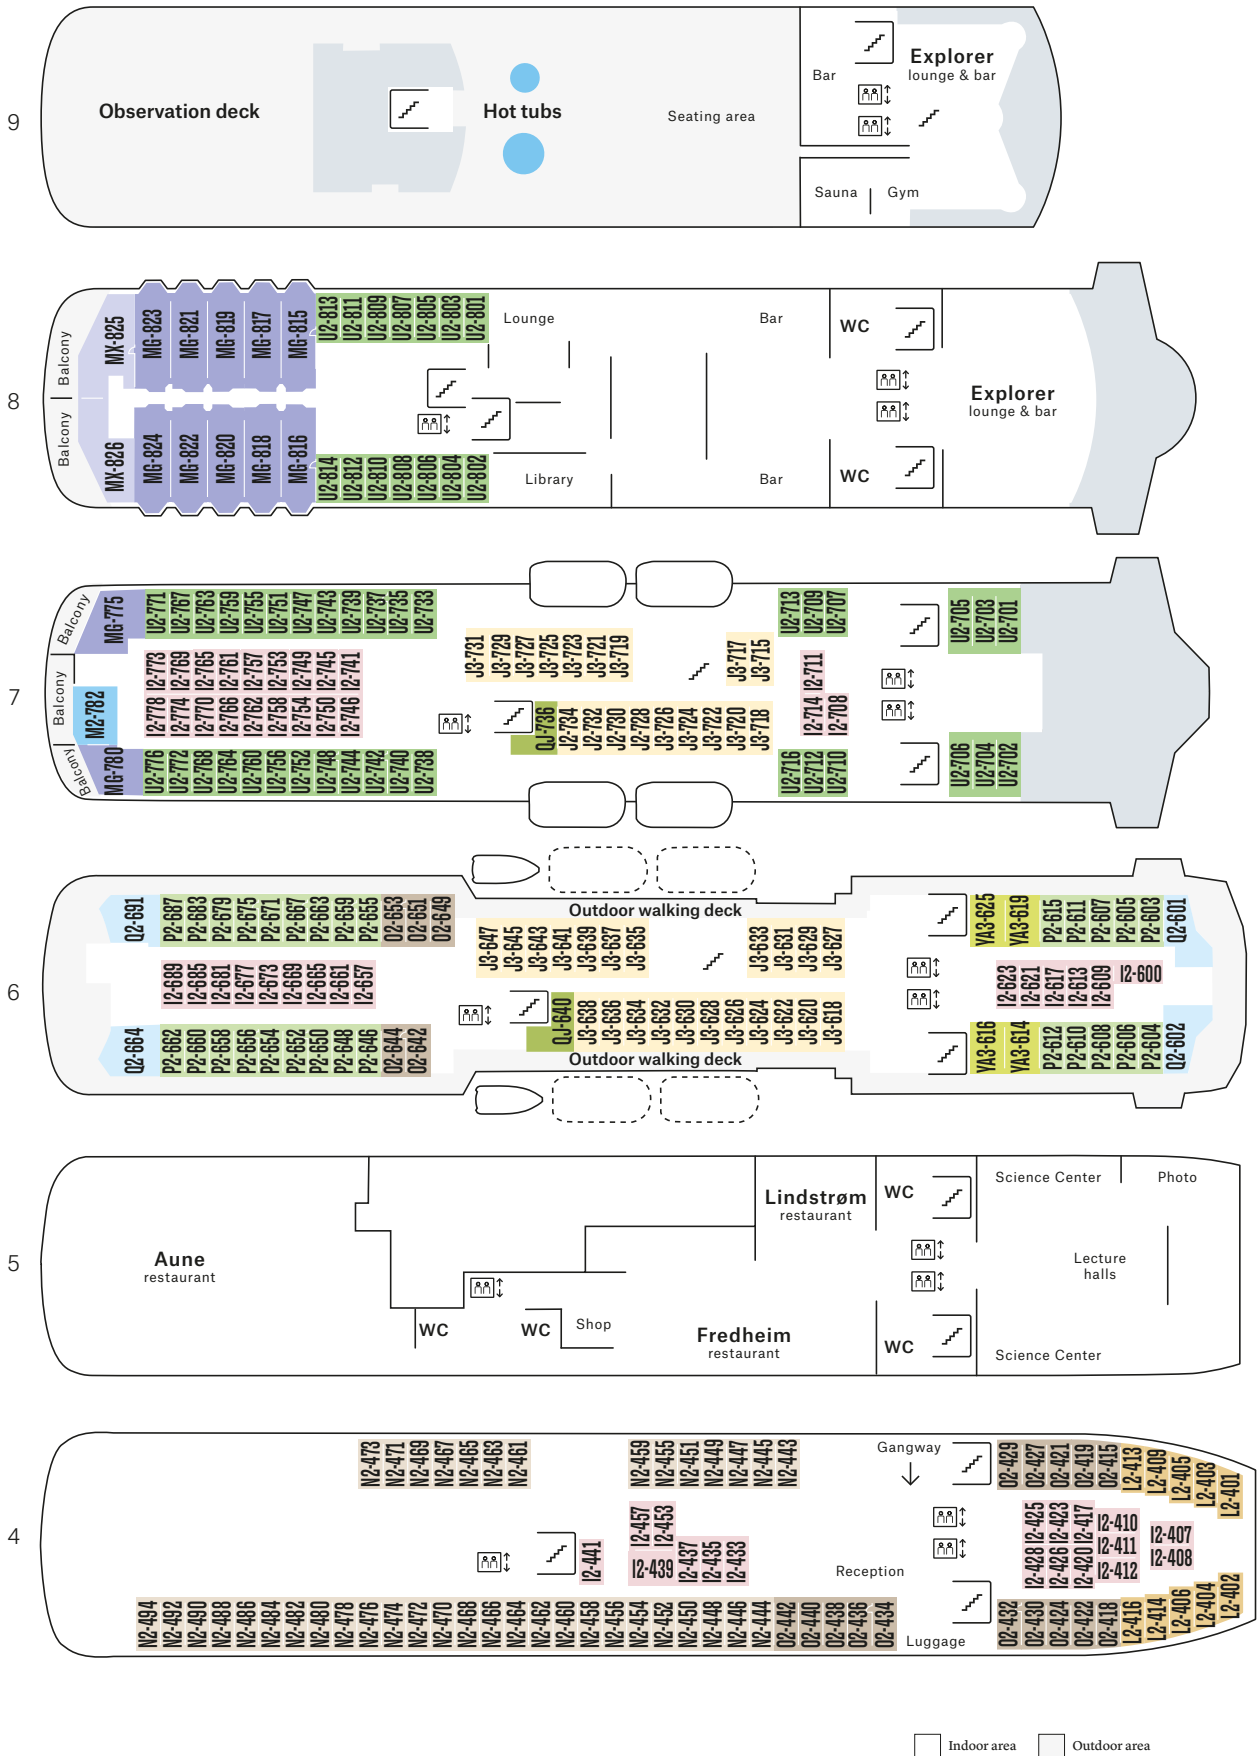 9
Observation deck
Hot tubs
Seating area
Bar
Explorer
lounge & bar
Sauna
Gym
8
Balcony
Balcony
MX-825
MG-823
MG-821
MG-819
MG-817
MG-815
U2-813
U2-811
U2-809
U2-807
U2-805
U2-803
U2-801
Lounge
Bar
WC
Explorer
lounge & bar
MX-826
MG-824
MG-822
MG-820
MG-818
MG-816
U2-814
U2-812
U2-810
U2-808
U2-806
U2-804
U2-802
Library
Bar
WC
7
Balcony
Balcony
Balcony
MG-775
U2-771
U2-767
U2-763
U2-759
U2-755
U2-751
U2-747
U2-743
U2-739
U2-737
U2-735
U2-733
J3-731
J3-729
J3-727
J3-725
J3-723
J3-721
J3-719
J3-717
J3-715
U2-713
U2-709
U2-707
U2-705
U2-703
U2-701
I2-773
I2-769
I2-765
I2-761
I2-757
I2-753
I2-749
I2-745
I2-741
I2-711
M2-782
I2-778
I2-774
I2-770
I2-766
I2-762
I2-758
I2-754
I2-750
I2-746
QJ-736
J2-734
J2-732
J2-730
J3-728
J3-726
J3-724
J3-722
J3-720
J3-718
I2-714
I2-708
MG-780
U2-776
U2-772
U2-768
U2-764
U2-760
U2-756
U2-752
U2-748
U2-744
U2-742
U2-740
U2-738
U2-716
U2-712
U2-710
U2-706
U2-704
U2-702
6
Outdoor walking deck
Q2-691
P2-687
P2-683
P2-679
P2-675
P2-671
P2-667
P2-663
P2-659
P2-655
O2-653
O2-651
O2-649
J3-647
J3-645
J3-643
J3-641
J3-639
J3-637
J3-635
J3-633
J3-631
J3-629
J3-627
YA3-625
YA3-619
P2-615
P2-611
P2-607
P2-605
P2-603
Q2-601
I2-689
I2-685
I2-681
I2-677
I2-673
I2-669
I2-665
I2-661
I2-657
I2-623
I2-621
I2-617
I2-613
I2-609
I2-600
Q2-664
P2-662
P2-660
P2-658
P2-656
P2-654
P2-652
P2-650
P2-648
P2-646
O2-644
O2-642
QJ-640
J3-638
J3-636
J3-634
J3-632
J3-630
J3-628
J3-626
J3-624
J3-622
J3-620
J3-618
YA3-616
YA3-614
P2-612
P2-610
P2-608
P2-606
P2-604
Q2-602
Outdoor walking deck
5
Aune
restaurant
WC
WC
Shop
Lindstrøm
restaurant
Fredheim
restaurant
WC
WC
Science Center
Photo
Lecture
halls
Science Center
4
N2-473
N2-471
N2-469
N2-467
N2-465
N2-463
N2-461
N2-459
N2-455
N2-451
N2-449
N2-447
N2-445
N2-443
Gangway
O2-429
O2-427
O2-421
O2-419
O2-415
L2-413
L2-409
L2-405
L2-403
L2-401
I2-457
I2-453
I2-441
I2-439
I2-437
I2-435
I2-433
Reception
I2-425
I2-423
I2-417
I2-410
I2-411
I2-412
I2-407
I2-408
I2-428
I2-426
I2-420
N2-494
N2-492
N2-490
N2-488
N2-486
N2-484
N2-482
N2-480
N2-478
N2-476
N2-474
N2-472
N2-470
N2-468
N2-466
N2-464
N2-462
N2-460
N2-458
N2-456
N2-454
N2-452
N2-450
N2-448
N2-446
N2-444
O2-442
O2-440
O2-438
O2-436
O2-434
Luggage
O2-432
O2-430
O2-424
O2-422
O2-418
L2-416
L2-414
L2-406
L2-404
L2-402
Indoor area
Outdoor area